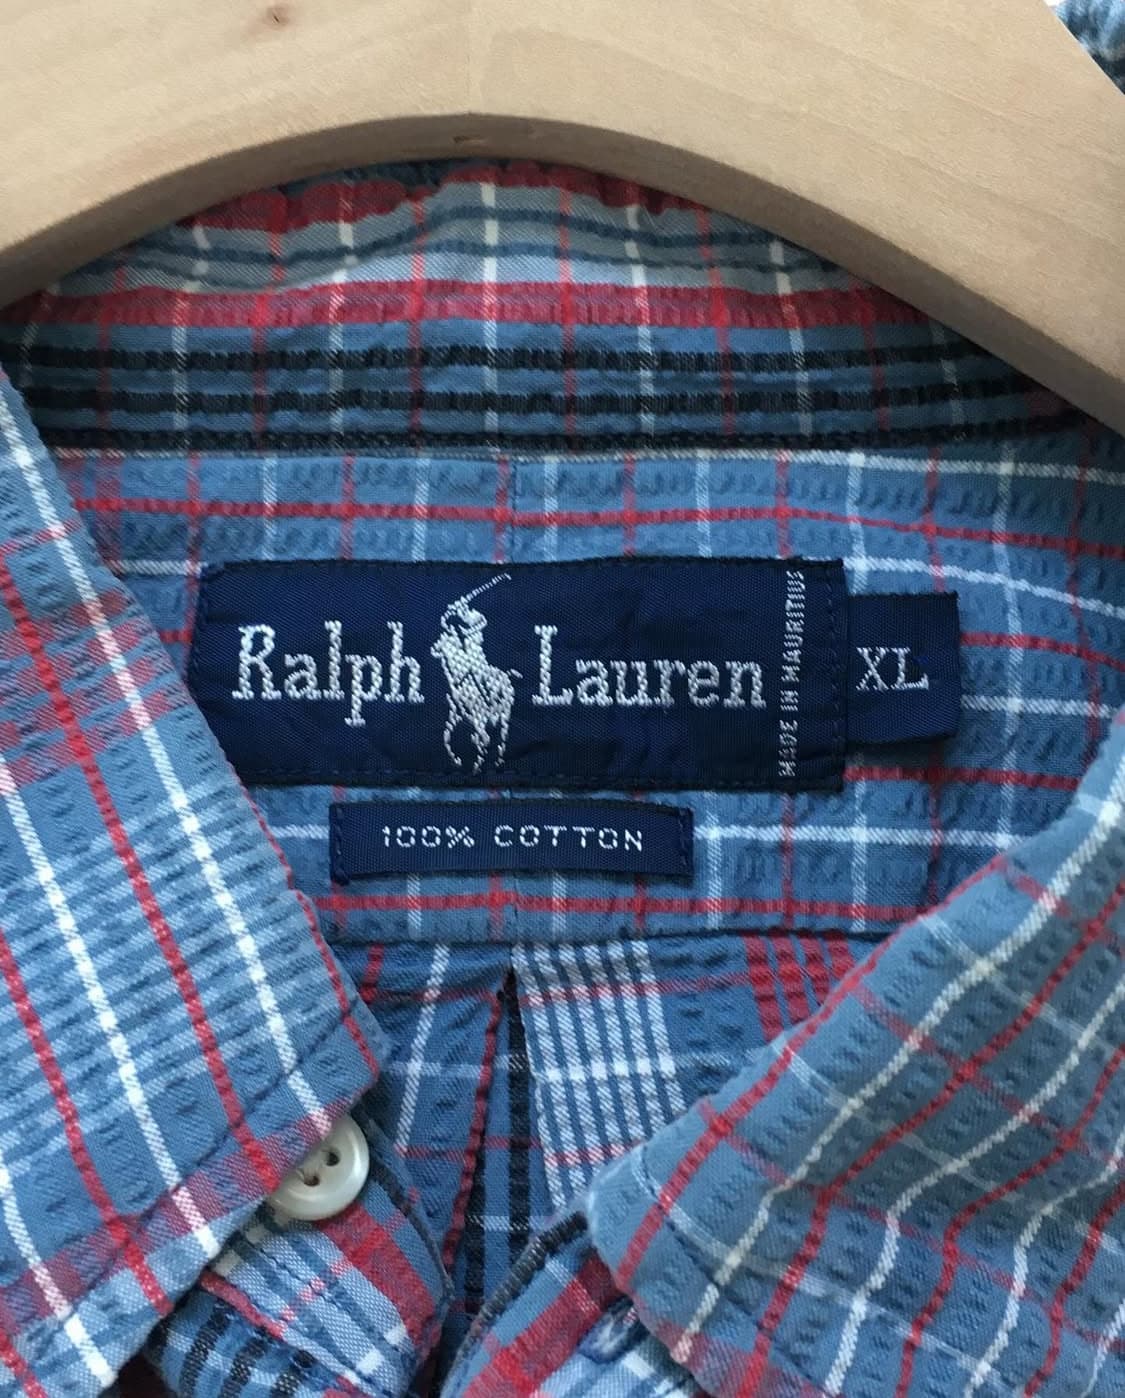 Ralph Lauren
MADE IN MAURITIUS
XL
100% COTTON